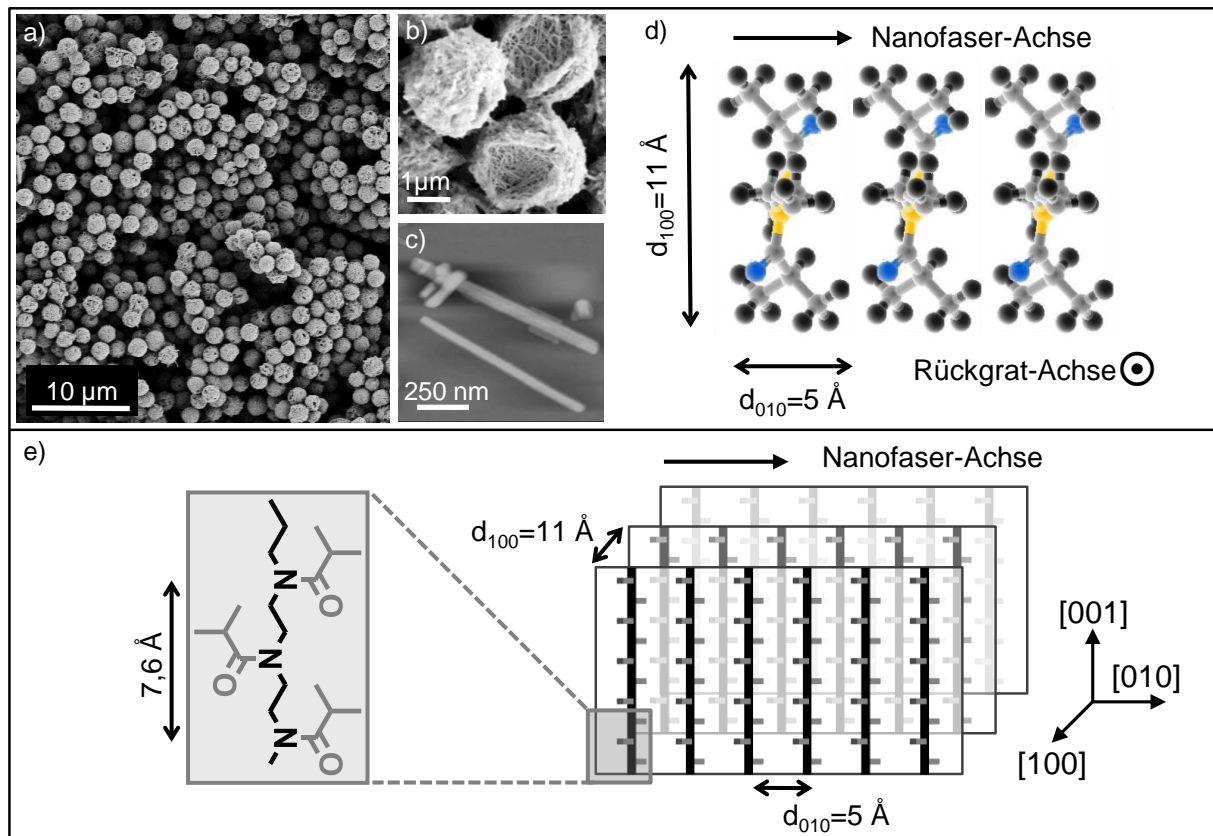 a)
10 µm
b)
1µm
c)
250 nm
d)
Nanofaser-Achse
d100=11 Å
Rückgrat-Achse
d010=5 Å
e)
Nanofaser-Achse
7,6 Å
N
O
N
O
N
O
d100=11 Å
d010=5 Å
[001]
[010]
[100]